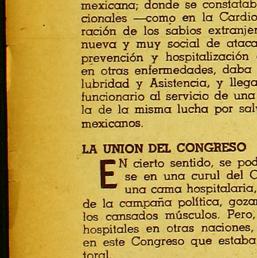 mexicana; donde se constatab
cionales —como en la Cardio
ración de los sabios extranjer
nueva y muy social de ataca
prevención y hospitalización
en otras enfermedades, daba
lubridad y Asistencia, y llega
funcionario al servicio de una
la de la misma lucha por sal
mexicanos.
LA UNION DEL CONGRESO
EN cierto sentido, se pod
se en una curul del C
una cama hospitalaria,
de la campaña política, gozar
los cansados músculos. Pero,
hospitales en otras naciones,
en este Congreso que estaba
toral.